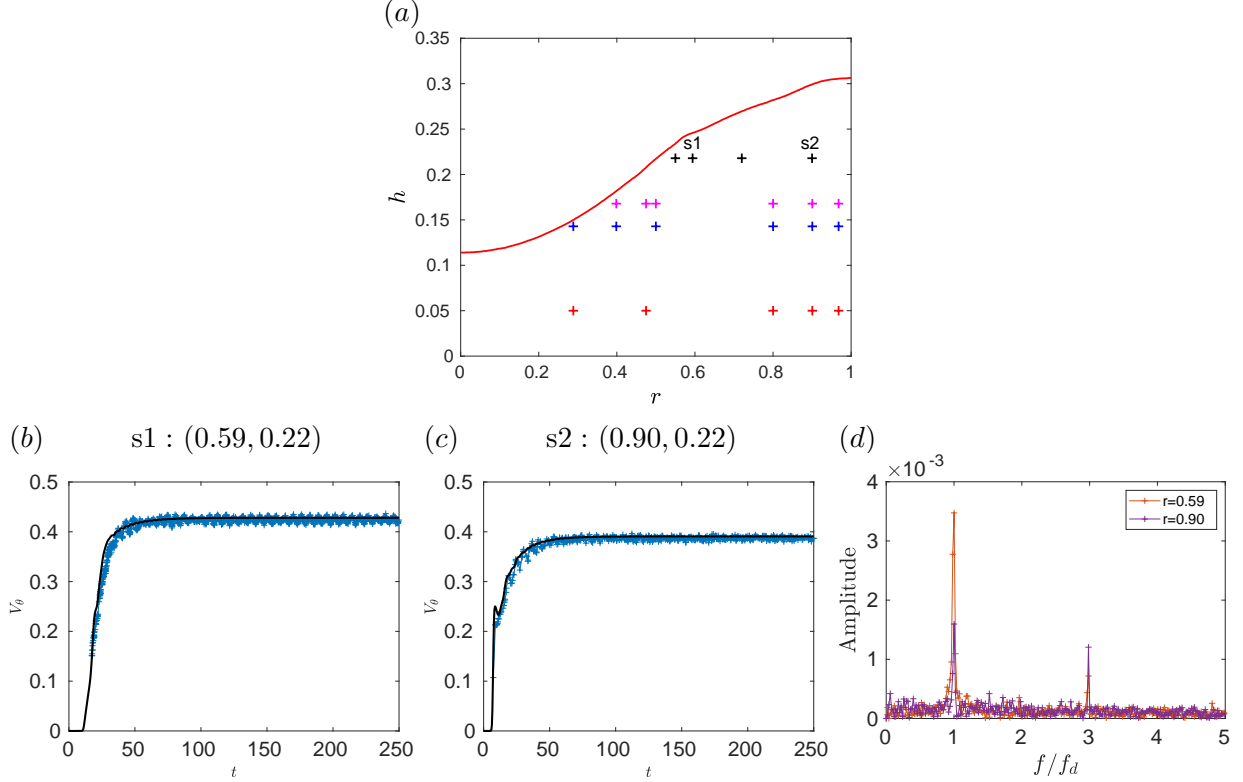 (a)
0.35
0.3
0.25
0.2
0.15
0.1
0.05
0
h
s1
s2
0 0.2 0.4 0.6 0.8 1
r
(b) s1 : (0.59, 0.22)
0.5
0.4
0.3
0.2
0.1
0
V_θ
0 50 100 150 200 250
t
(c) s2 : (0.90, 0.22)
0.5
0.4
0.3
0.2
0.1
0
V_θ
0 50 100 150 200 250
t
(d)
×10⁻³
4
3
2
1
0
Amplitude
r=0.59
r=0.90
0 1 2 3 4 5
f/f_d